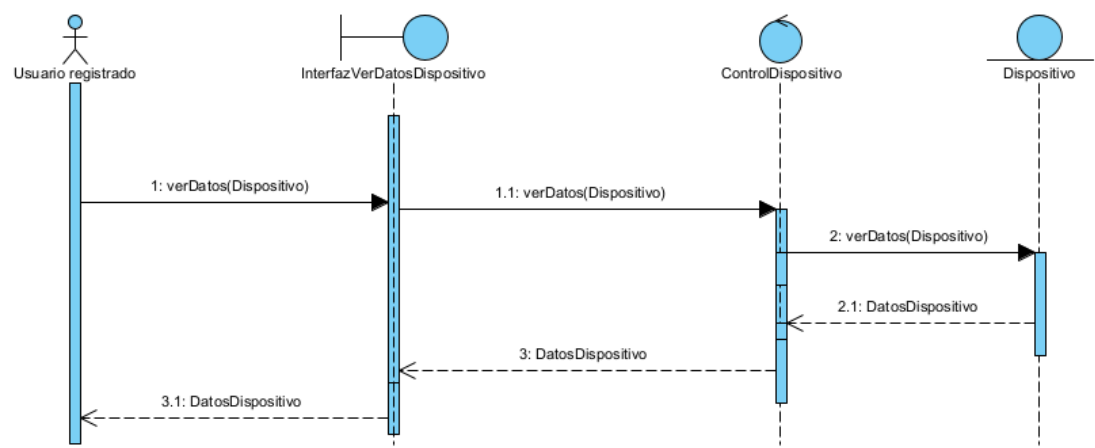 Usuario registrado
InterfazVerDatosDispositivo
ControlDispositivo
Dispositivo
1: verDatos(Dispositivo)
1.1: verDatos(Dispositivo)
2: verDatos(Dispositivo)
2.1: DatosDispositivo
3: DatosDispositivo
3.1: DatosDispositivo